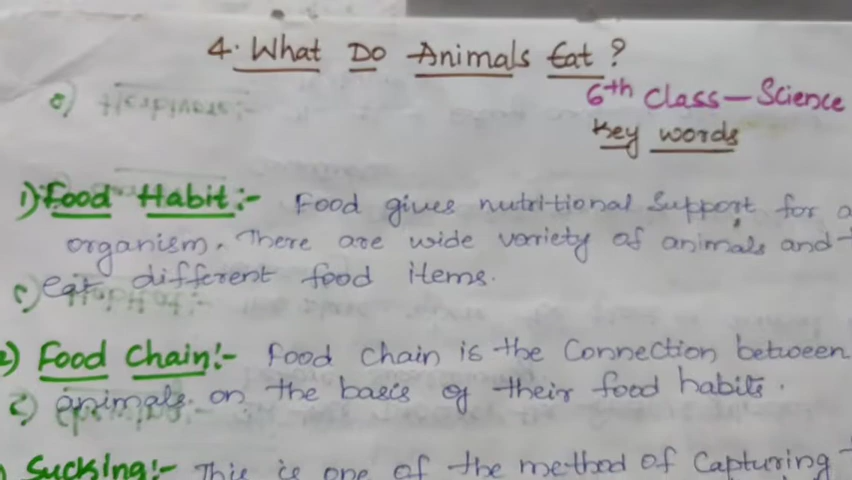 4. What Do Animals Eat?
6th Class - Science
Key words
1) Food Habit:- Food gives nutritional support for a
organism. There are wide variety of animals and
eat different food items.
2) Food Chain:- Food chain is the connection between
animals on the basis of their food habits.
Sucking:- This is one of the method of capturing